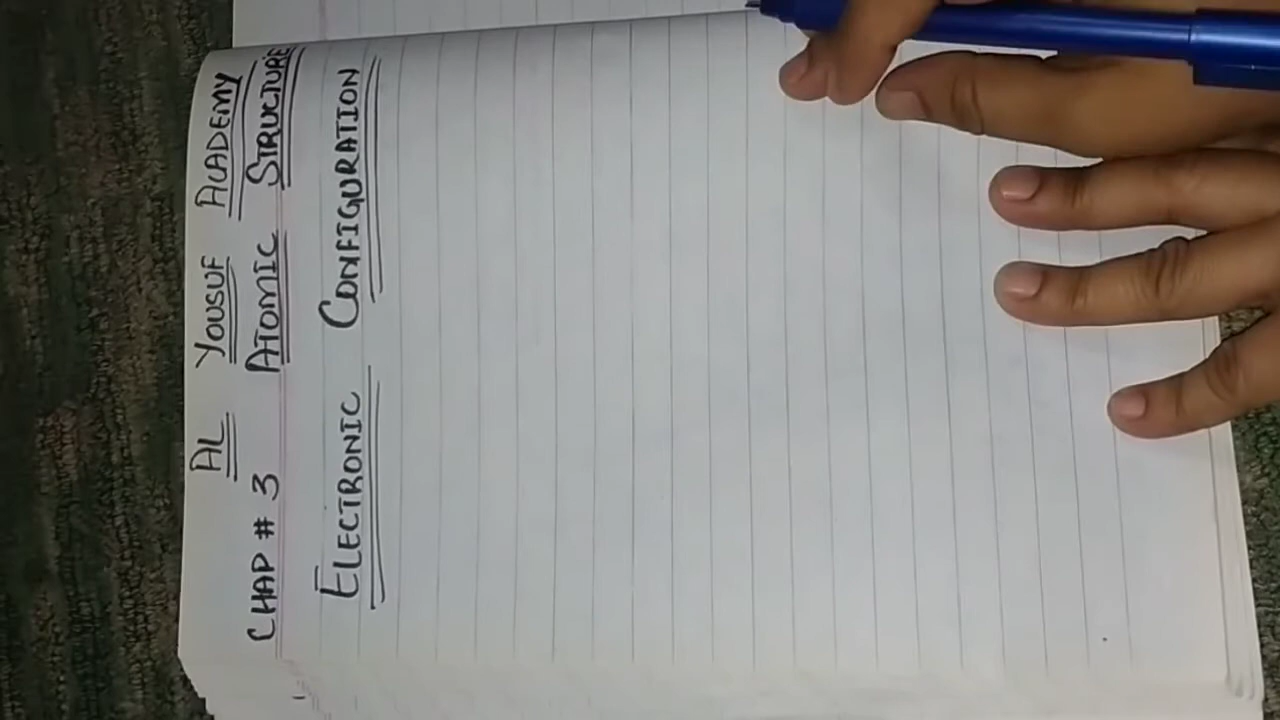 AL YOUSUF ACADEMY
CHAP # 3 ATOMIC STRUCTURE
ELECTRONIC CONFIGURATION